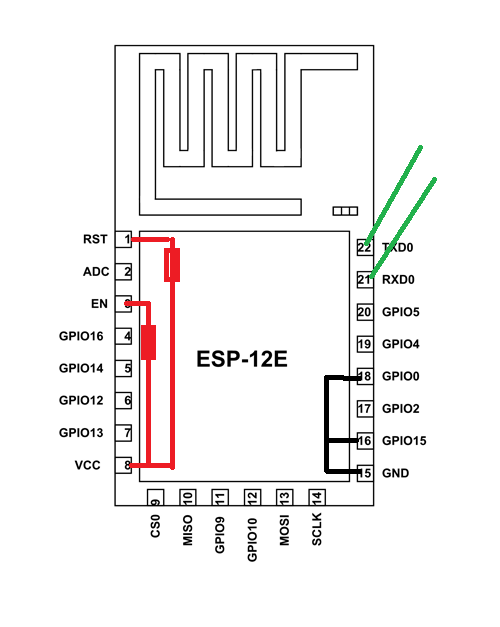 RST 1
ADC 2
EN 3
GPIO16 4
GPIO14 5
GPIO12 6
GPIO13 7
VCC 8
ESP-12E
22 TXD0
21 RXD0
20 GPIO5
19 GPIO4
18 GPIO0
17 GPIO2
16 GPIO15
15 GND
9 CS0
10 MISO
11 GPIO9
12 GPIO10
13 MOSI
14 SCLK